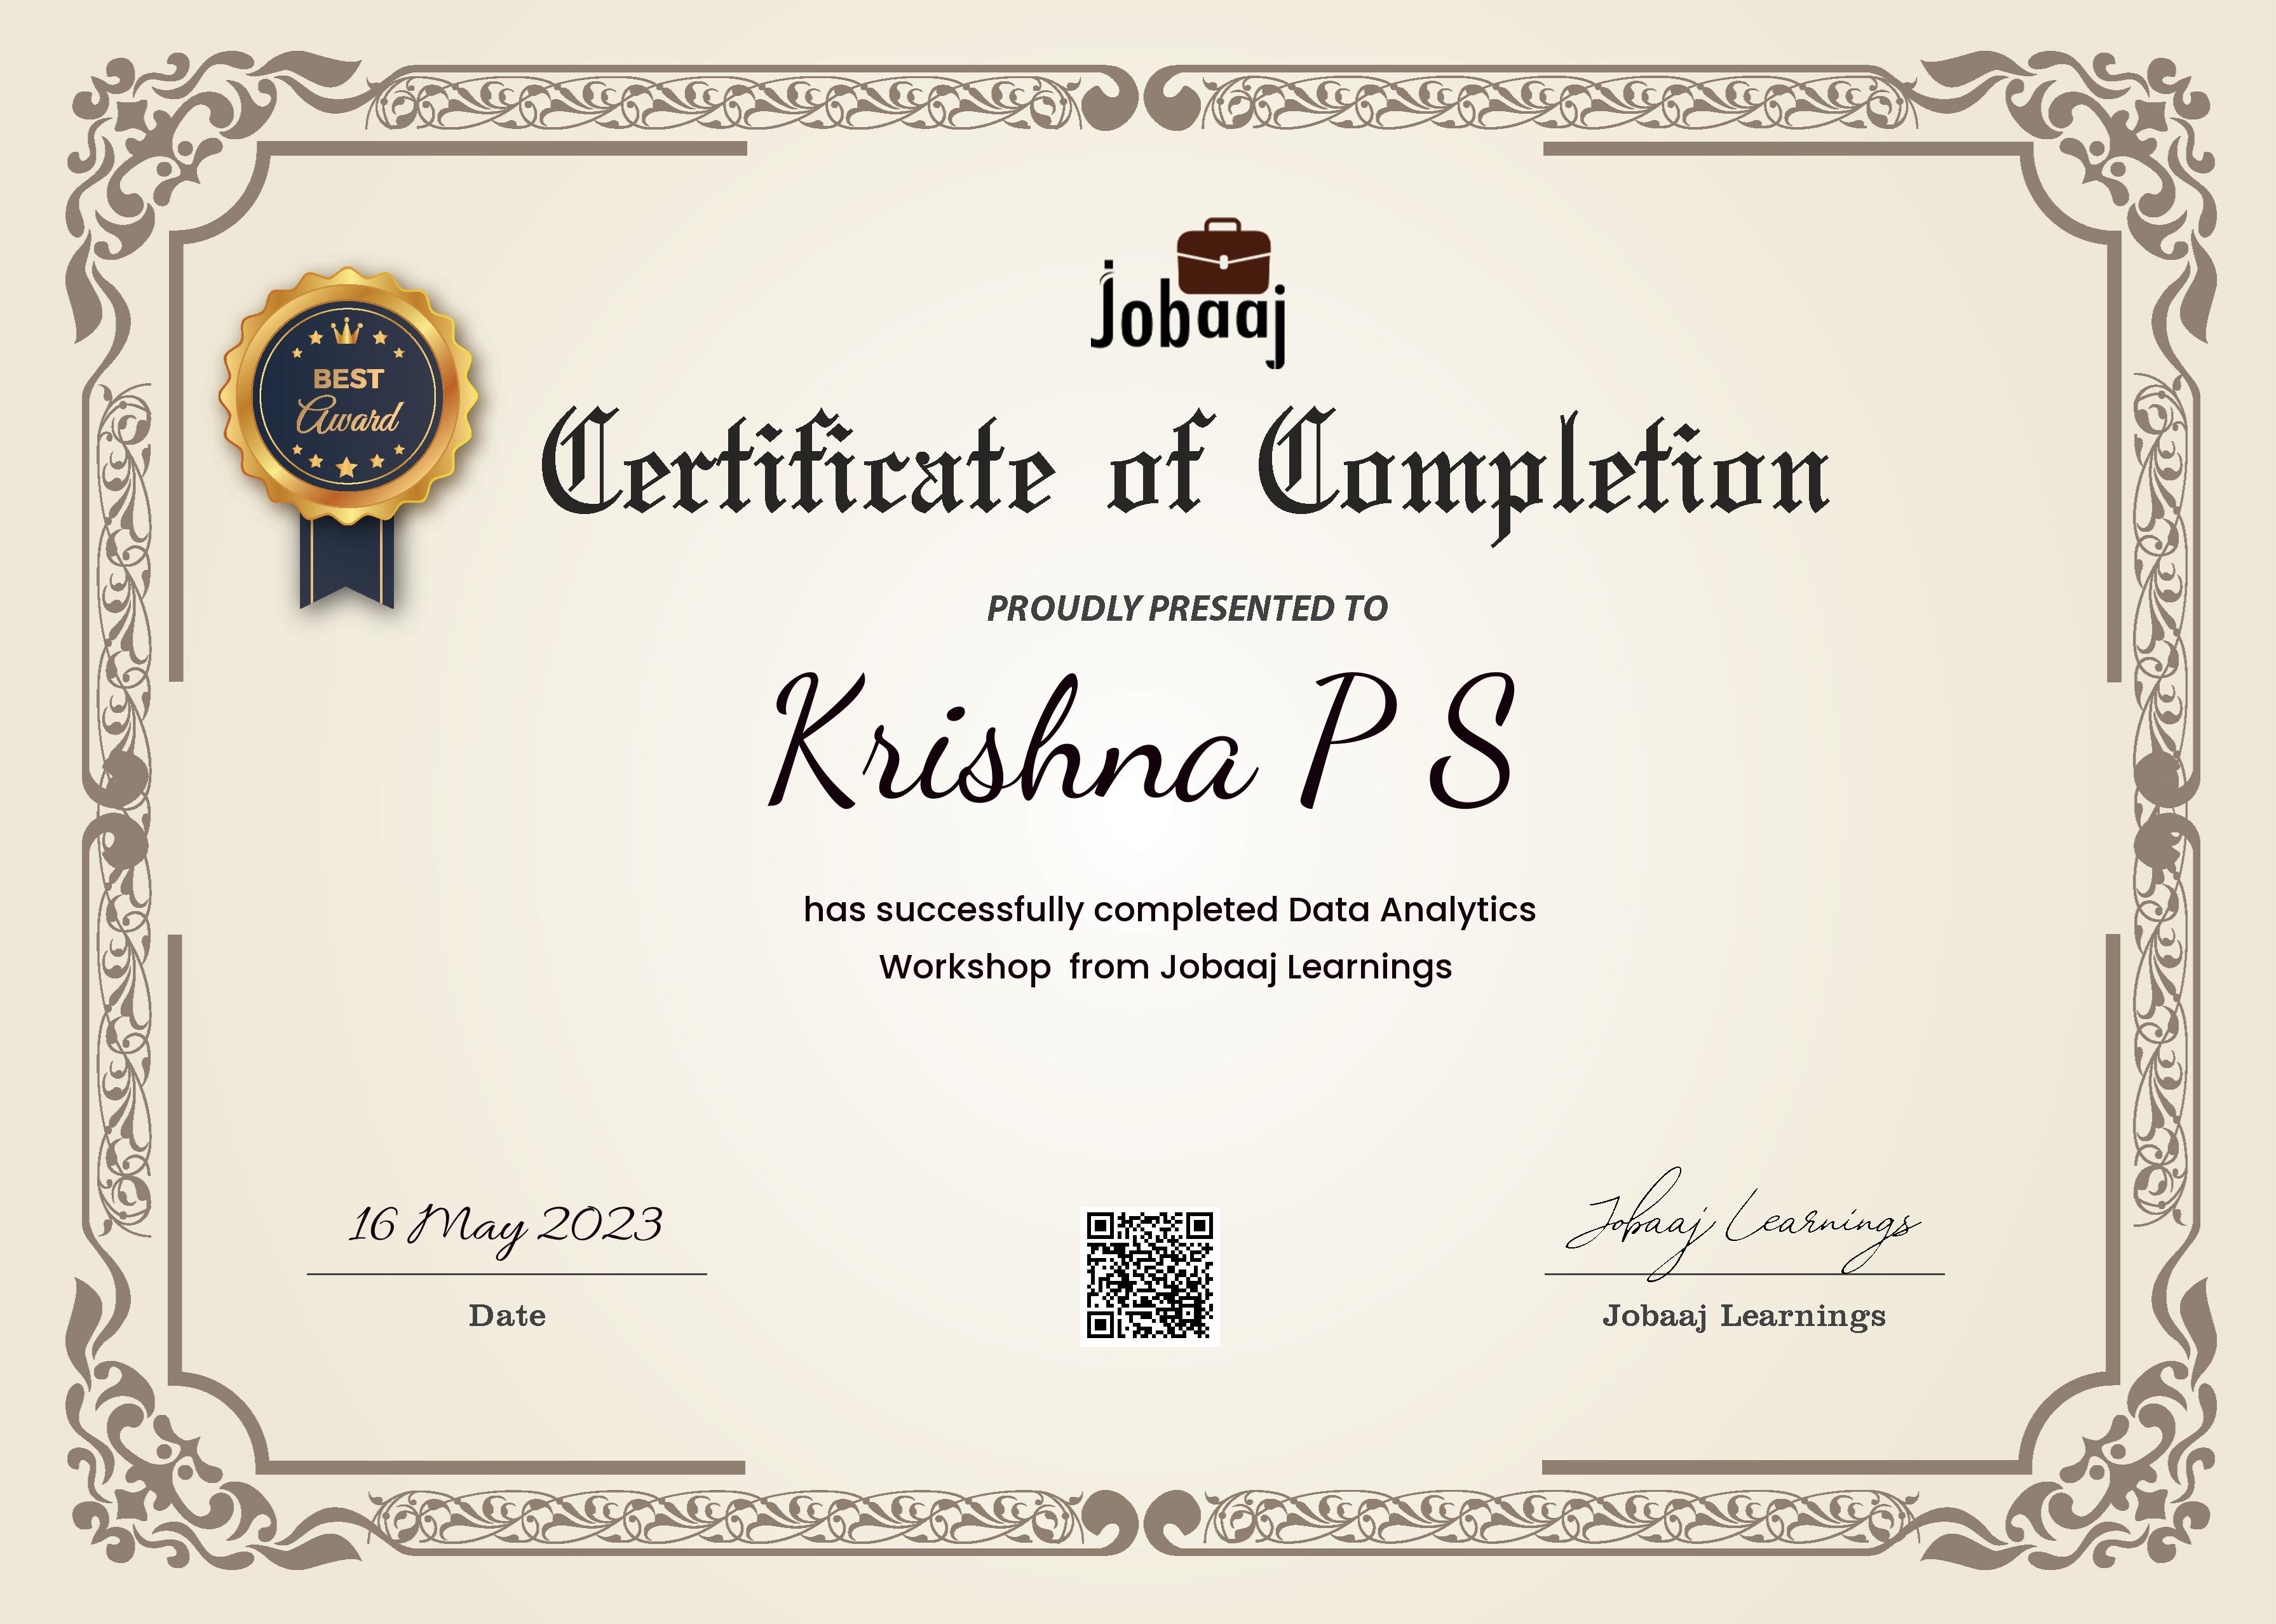 Jobaaj
BEST
Award
Certificate of Completion
PROUDLY PRESENTED TO
Krishna P S
has successfully completed Data Analytics
Workshop  from Jobaaj Learnings
16 May 2023
Date
Jobaaj Learnings
Jobaaj Learnings